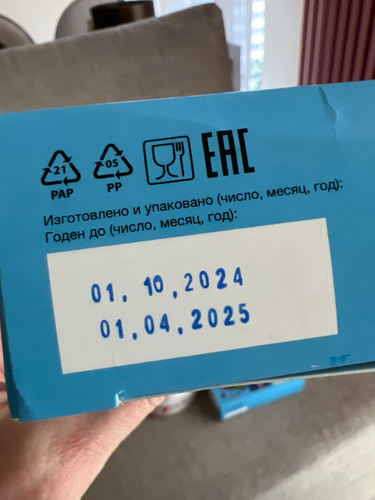 21 05 EAC
PAP PP
Изготовлено и упаковано (число, месяц, год):
Годен до (число, месяц, год):
01.10.2024
01.04.2025